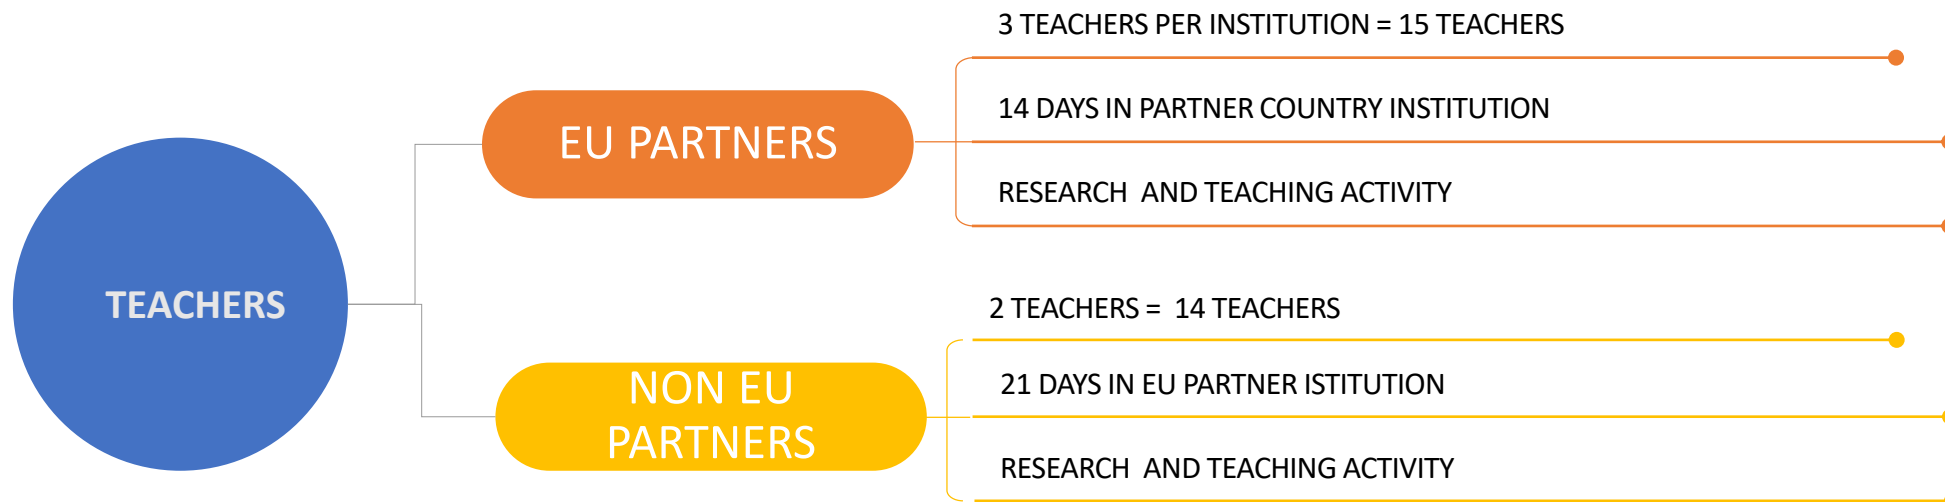 TEACHERS
EU PARTNERS
3 TEACHERS PER INSTITUTION = 15 TEACHERS
14 DAYS IN PARTNER COUNTRY INSTITUTION
RESEARCH  AND TEACHING ACTIVITY
NON EU
PARTNERS
2 TEACHERS =  14 TEACHERS
21 DAYS IN EU PARTNER ISTITUTION
RESEARCH  AND TEACHING ACTIVITY